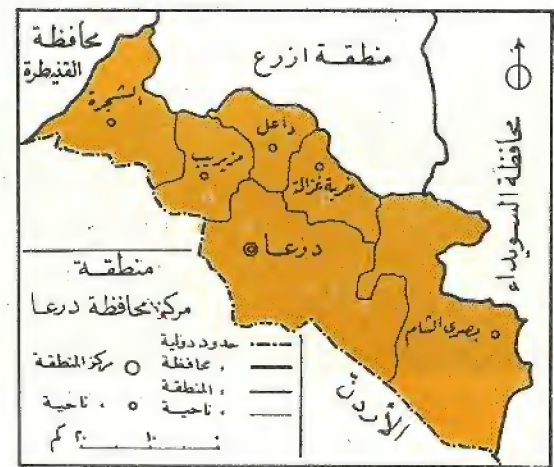 محافظة
القنيطرة
منطقة ازرع
محافظة السويداء
الشجرة
داعل
مزيريب
خربة غزالة
درعا
بصرى الشام
الأردنّ
منطقة
مركز محافظة درعا
حدود دولية
، محافظة
، المنطقة
، ناحية
مركز المنطقة
، ناحية
٠ ١٠ ٢٠ كم